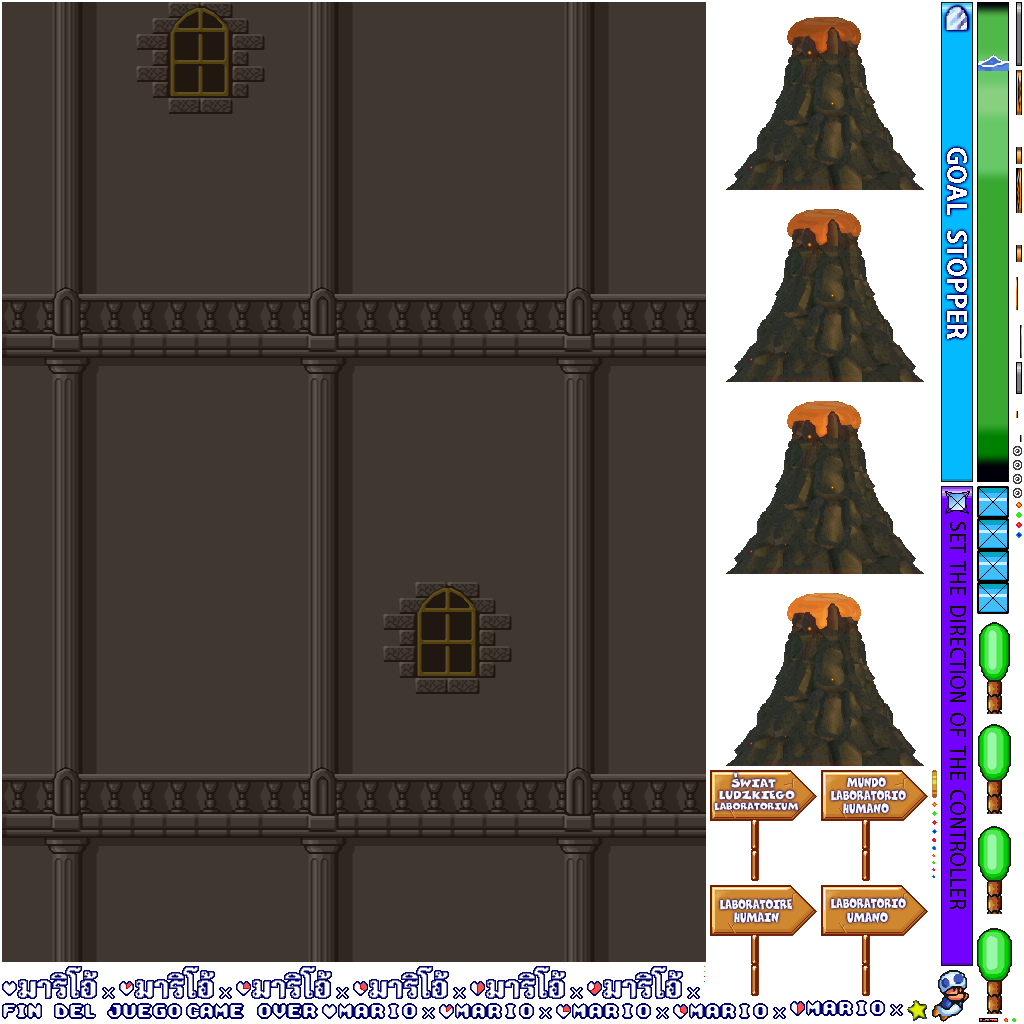 GOAL STOPPER
SET THE DIRECTION OF THE CONTROLLER
ŚWIAT
LUDZKIEGO
LABORATORIUM
MUNDO
LABORATORIO
HUMANO
LABORATOIRE
HUMAIN
LABORATORIO
UMANO
มาริโอ้ × มาริโอ้ × มาริโอ้ × มาริโอ้ × มาริโอ้ × มาริโอ้ ×
FIN DEL JUEGO GAME OVER MARIO × MARIO × MARIO × MARIO × MARIO ×